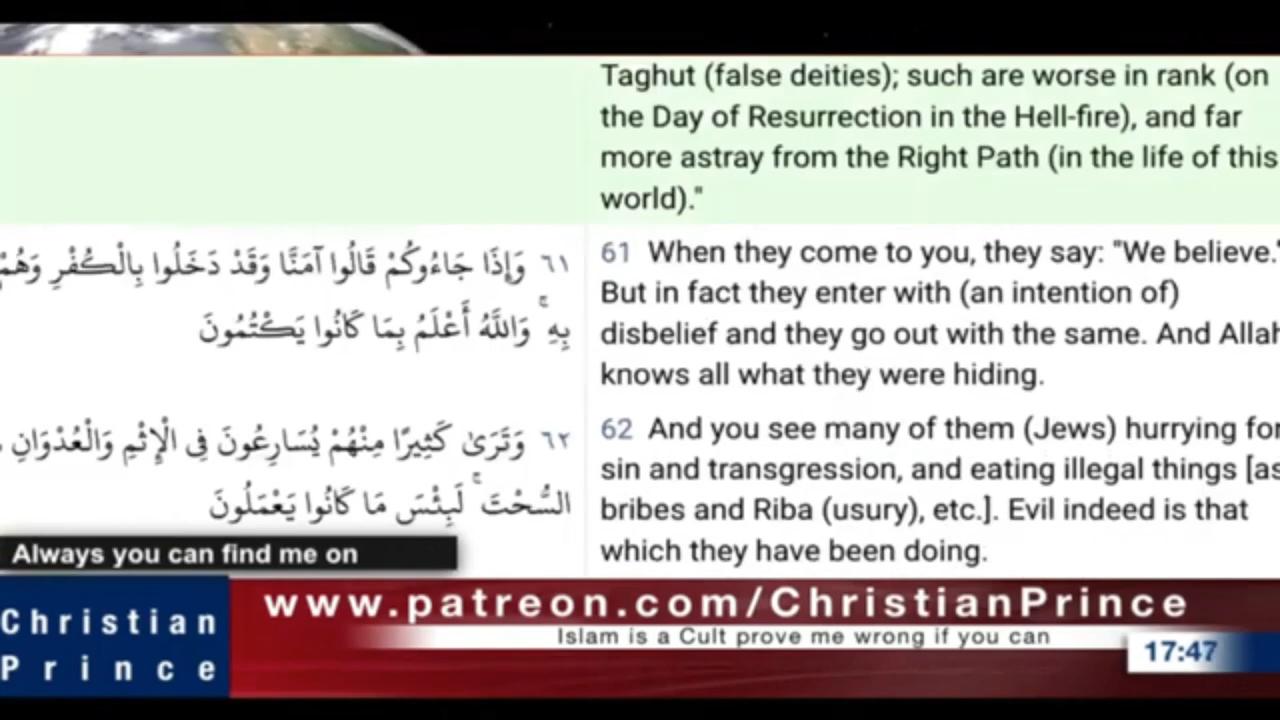 Taghut (false deities); such are worse in rank (on
the Day of Resurrection in the Hell-fire), and far
more astray from the Right Path (in the life of this
world)."
٦١ وَإِذَا جَاءُوكُمْ قَالُوا آمَنَّا وَقَدْ دَخَلُوا بِالْكُفْرِ وَهُمْ
بِهِ ۚ وَاللَّهُ أَعْلَمُ بِمَا كَانُوا يَكْتُمُونَ
61 When they come to you, they say: "We believe."
But in fact they enter with (an intention of)
disbelief and they go out with the same. And Allah
knows all what they were hiding.
٦٢ وَتَرَىٰ كَثِيرًا مِنْهُمْ يُسَارِعُونَ فِي الْإِثْمِ وَالْعُدْوَانِ
السُّحْتَ ۚ لَبِئْسَ مَا كَانُوا يَعْمَلُونَ
62 And you see many of them (Jews) hurrying for
sin and transgression, and eating illegal things [as
bribes and Riba (usury), etc.]. Evil indeed is that
which they have been doing.
Always you can find me on
Christian
Prince
www.patreon.com/ChristianPrince
Islam is a Cult prove me wrong if you can
17:47